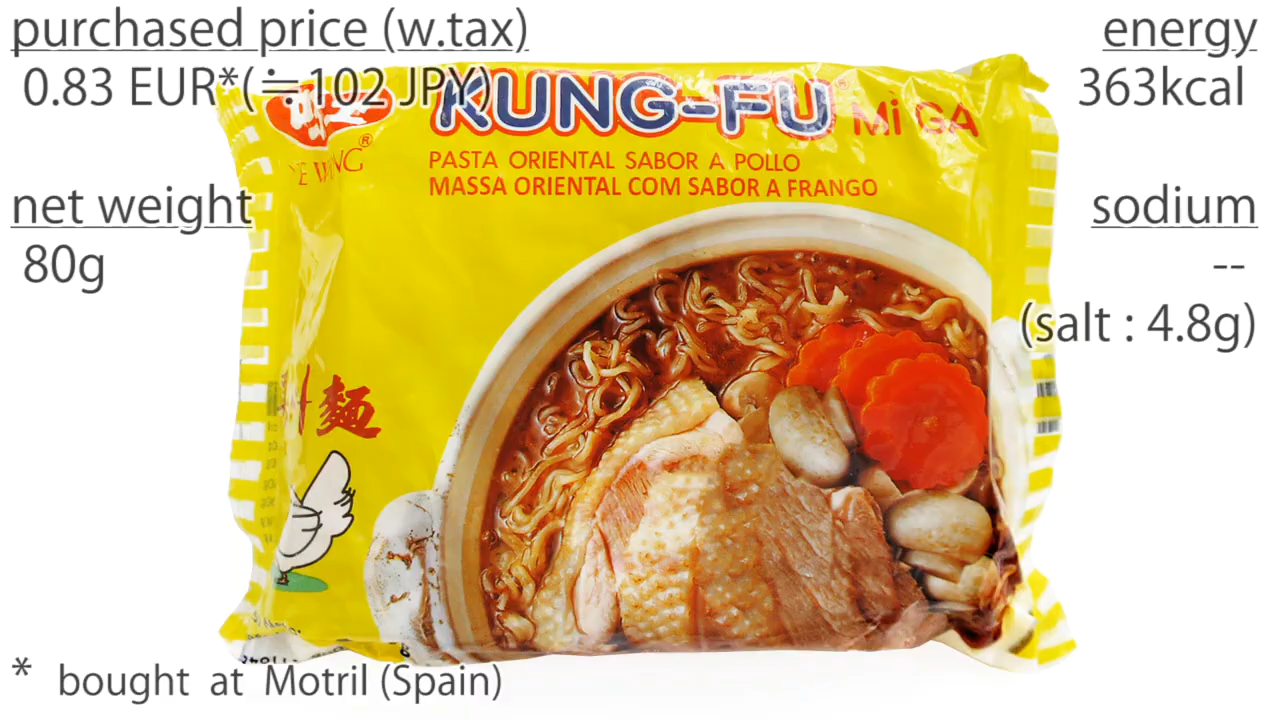 purchased price (w.tax)
0.83 EUR*(≒102 JPY)
energy
363kcal
KUNG-FU® Mì GA
PASTA ORIENTAL SABOR A POLLO
MASSA ORIENTAL COM SABOR A FRANGO
net weight
80g
sodium
--
(salt : 4.8g)
麵
* bought at Motril (Spain)